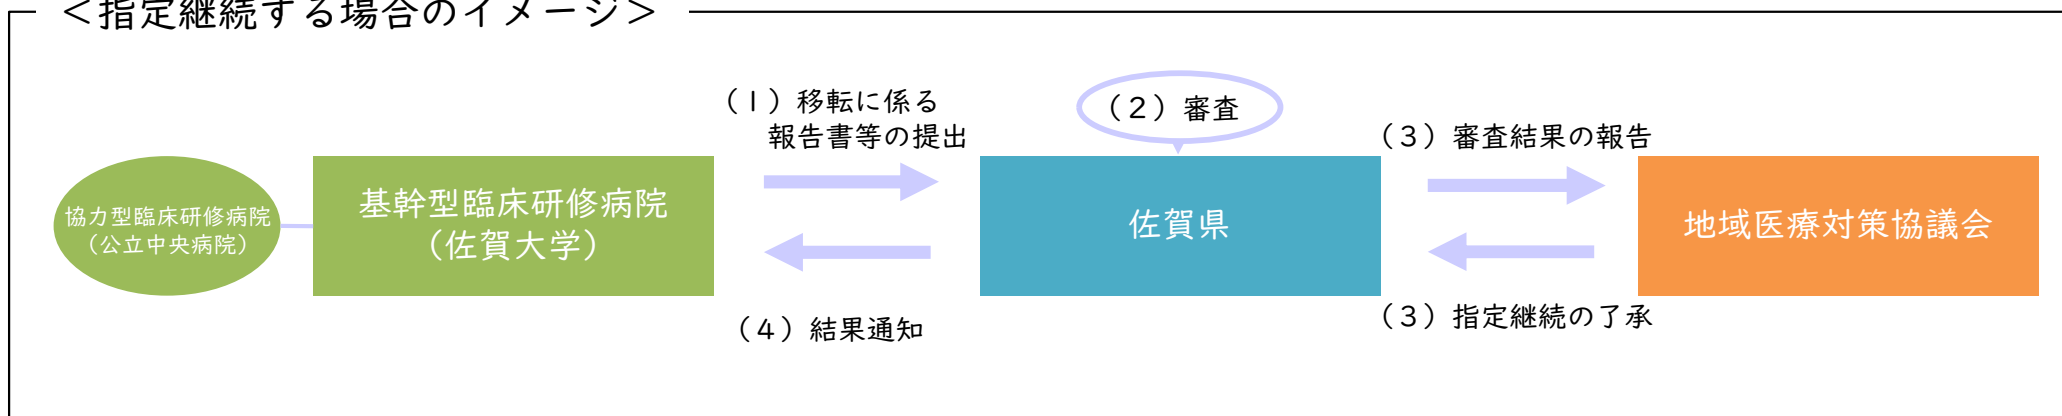 ＜指定継続する場合のイメージ＞
（１）移転に係る
報告書等の提出
（２）審査
（３）審査結果の報告
協力型臨床研修病院
（公立中央病院）
基幹型臨床研修病院
（佐賀大学）
佐賀県
地域医療対策協議会
（４）結果通知
（３）指定継続の了承